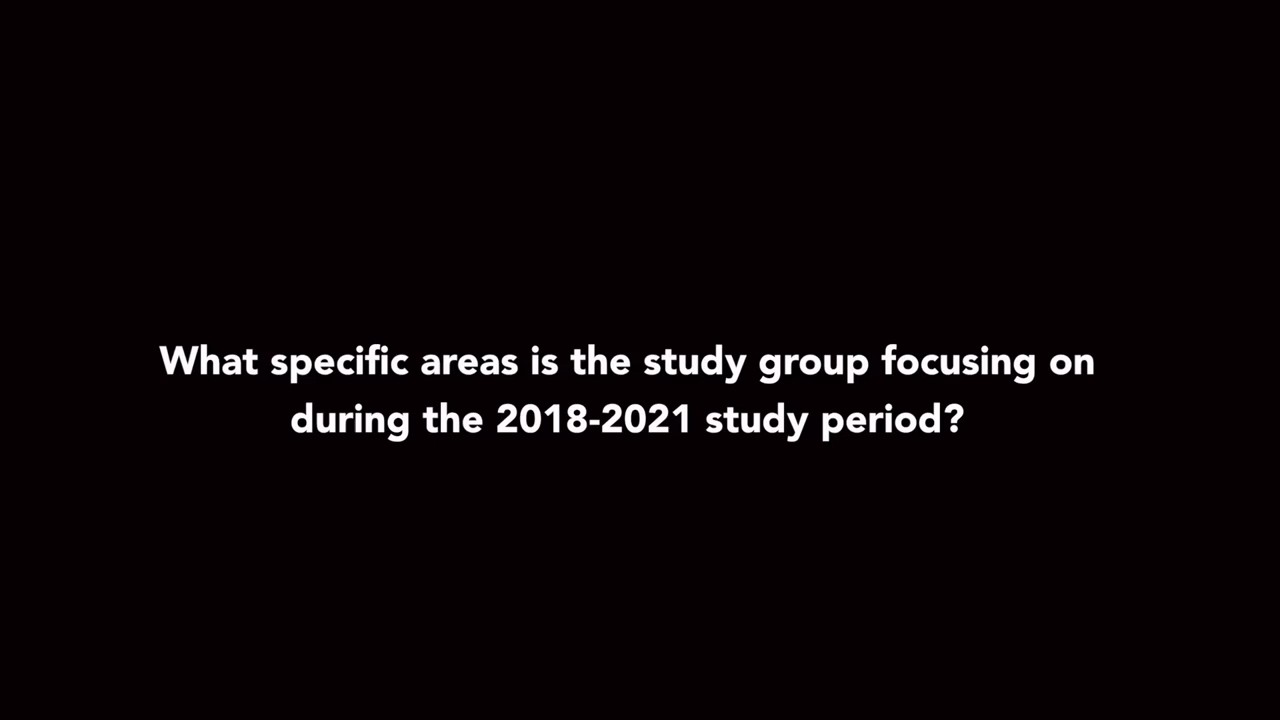 What specific areas is the study group focusing on
during the 2018-2021 study period?